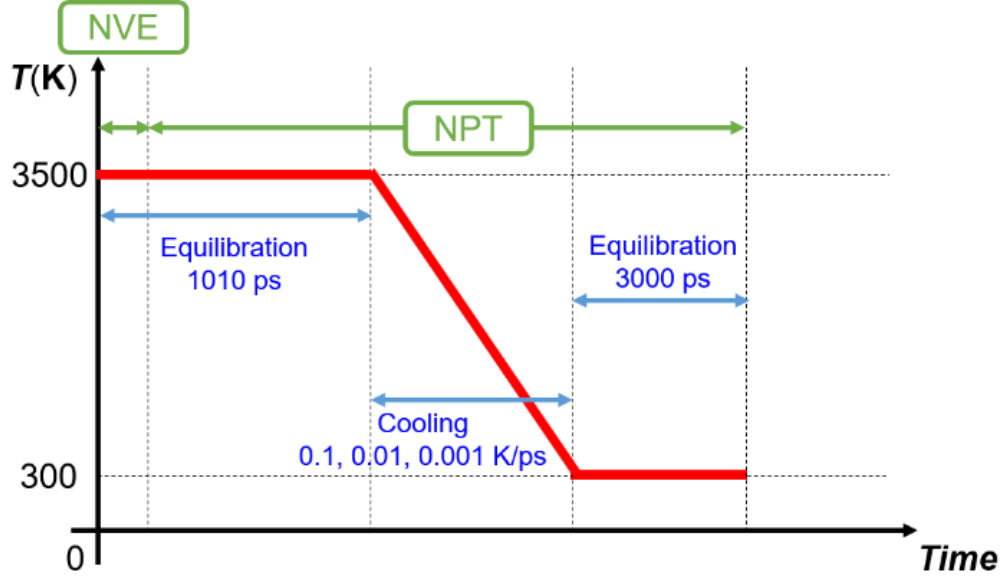 NVE
T(K)
NPT
3500
Equilibration
1010 ps
Equilibration
3000 ps
Cooling
0.1, 0.01, 0.001 K/ps
300
0
Time